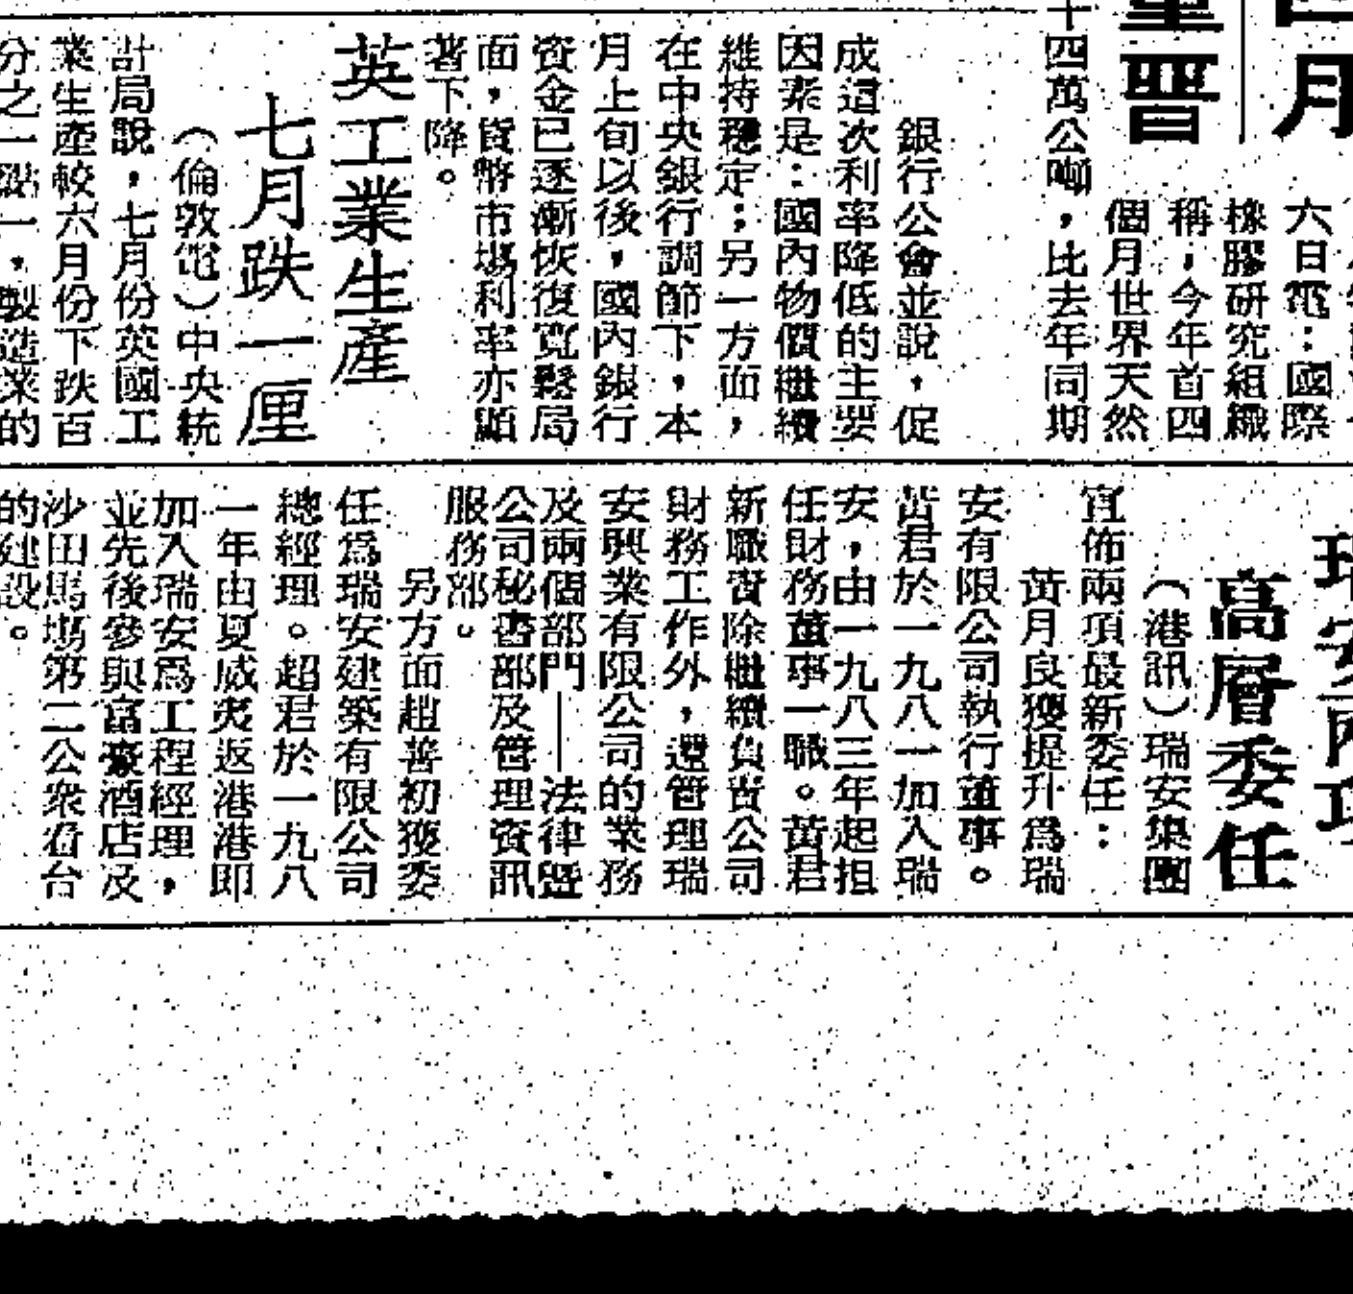 六日電：國際
橡膠研究組織
稱，今年首四
個月世界天然
十四萬公噸，比去年同期
銀行公會並說，促
成這次利率降低的主要
因素是：國內物價繼續
維持穩定；另一方面，
在中央銀行調節下，本
月上旬以後，國內銀行
資金已逐漸恢復寬鬆局
面，貨幣市場利率亦顯
著下降。
英工業生產
七月跌一厘
（倫敦電）中央統
計局說，七月份英國工
業生產較六月份下跌百
分之一點一，製造業的
瑞安兩項
高層委任
（港訊）瑞安集團
宣佈兩項最新委任：
黃月良獲提升為瑞
安有限公司執行董事。
黃君於一九八一加入瑞
安，由一九八三年起担
任財務董事一職。黃君
新職責除繼續負責公司
財務工作外，還管理瑞
安興業有限公司的業務
及兩個部門——法律暨
公司秘書部及管理資訊
服務部。
另方面趙善初獲委
任為瑞安建築有限公司
總經理。超君於一九八
一年由夏威夷返港港即
加入瑞安為工程經理，
並先後參與富豪酒店及
沙田馬場第二公衆看台
的建設。